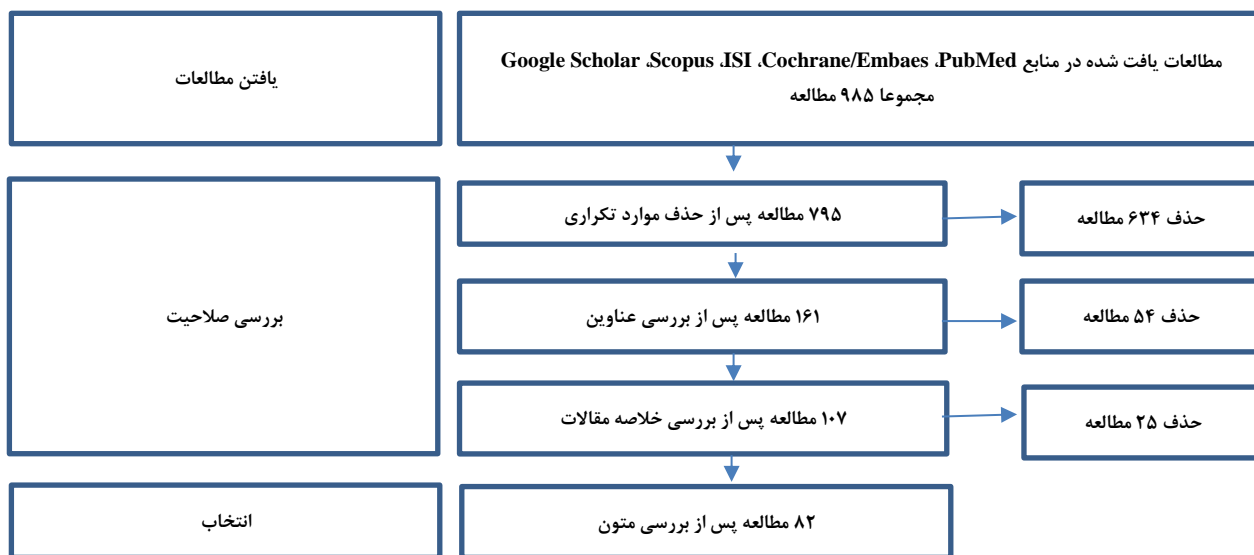 مطالعات یافت شده در منابع Google Scholar ،Scopus ،ISI ،Cochrane/Embaes ،PubMed
مجموعا ۹۸۵ مطالعه
یافتن مطالعات
۷۹۵ مطالعه پس از حذف موارد تکراری
حذف ۶۳۴ مطالعه
۱۶۱ مطالعه پس از بررسی عناوین
حذف ۵۴ مطالعه
بررسی صلاحیت
۱۰۷ مطالعه پس از بررسی خلاصه مقالات
حذف ۲۵ مطالعه
۸۲ مطالعه پس از بررسی متون
انتخاب